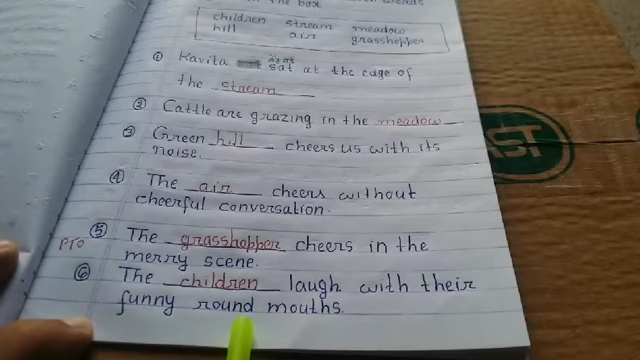 the box
children stream meadow
hill air grasshopper
① Kavita sat at the edge of
the stream
② Cattle are grazing in the meadow
③ Green hill cheers us with its
noise.
④ The air cheers without
cheerful conversation.
⑤ The grasshopper cheers in the
PTO
merry scene.
⑥ The children laugh with their
funny round mouths.